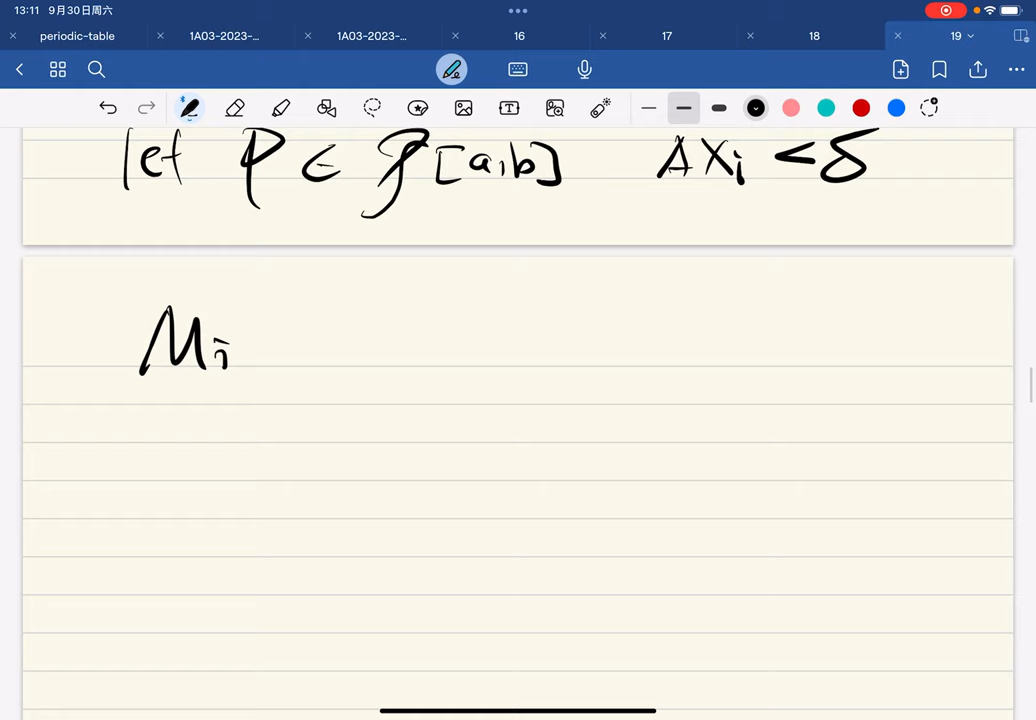 13:11 9月30日周六
periodic-table 1A03-2023-... 1A03-2023-... 16 17 18 19
let P ∈ 𝒫[a,b] ΔXi < δ
Mi